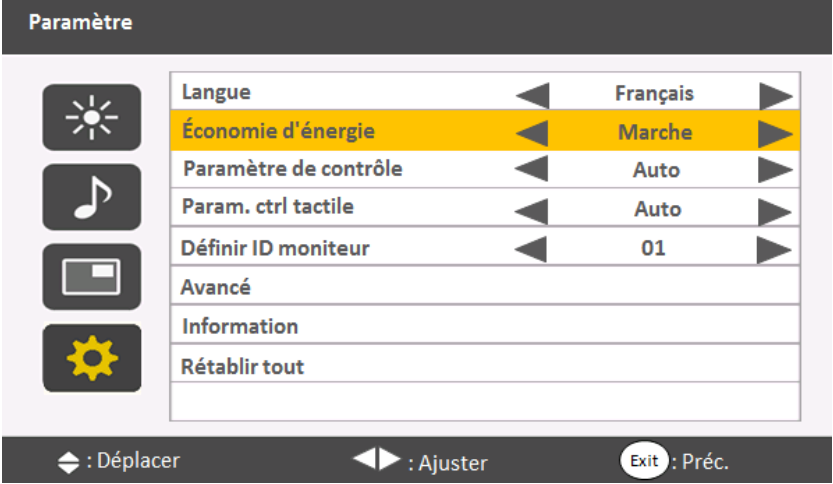 Paramètre
Langue Français
Économie d'énergie Marche
Paramètre de contrôle Auto
Param. ctrl tactile Auto
Définir ID moniteur 01
Avancé
Information
Rétablir tout
: Déplacer : Ajuster Exit : Préc.